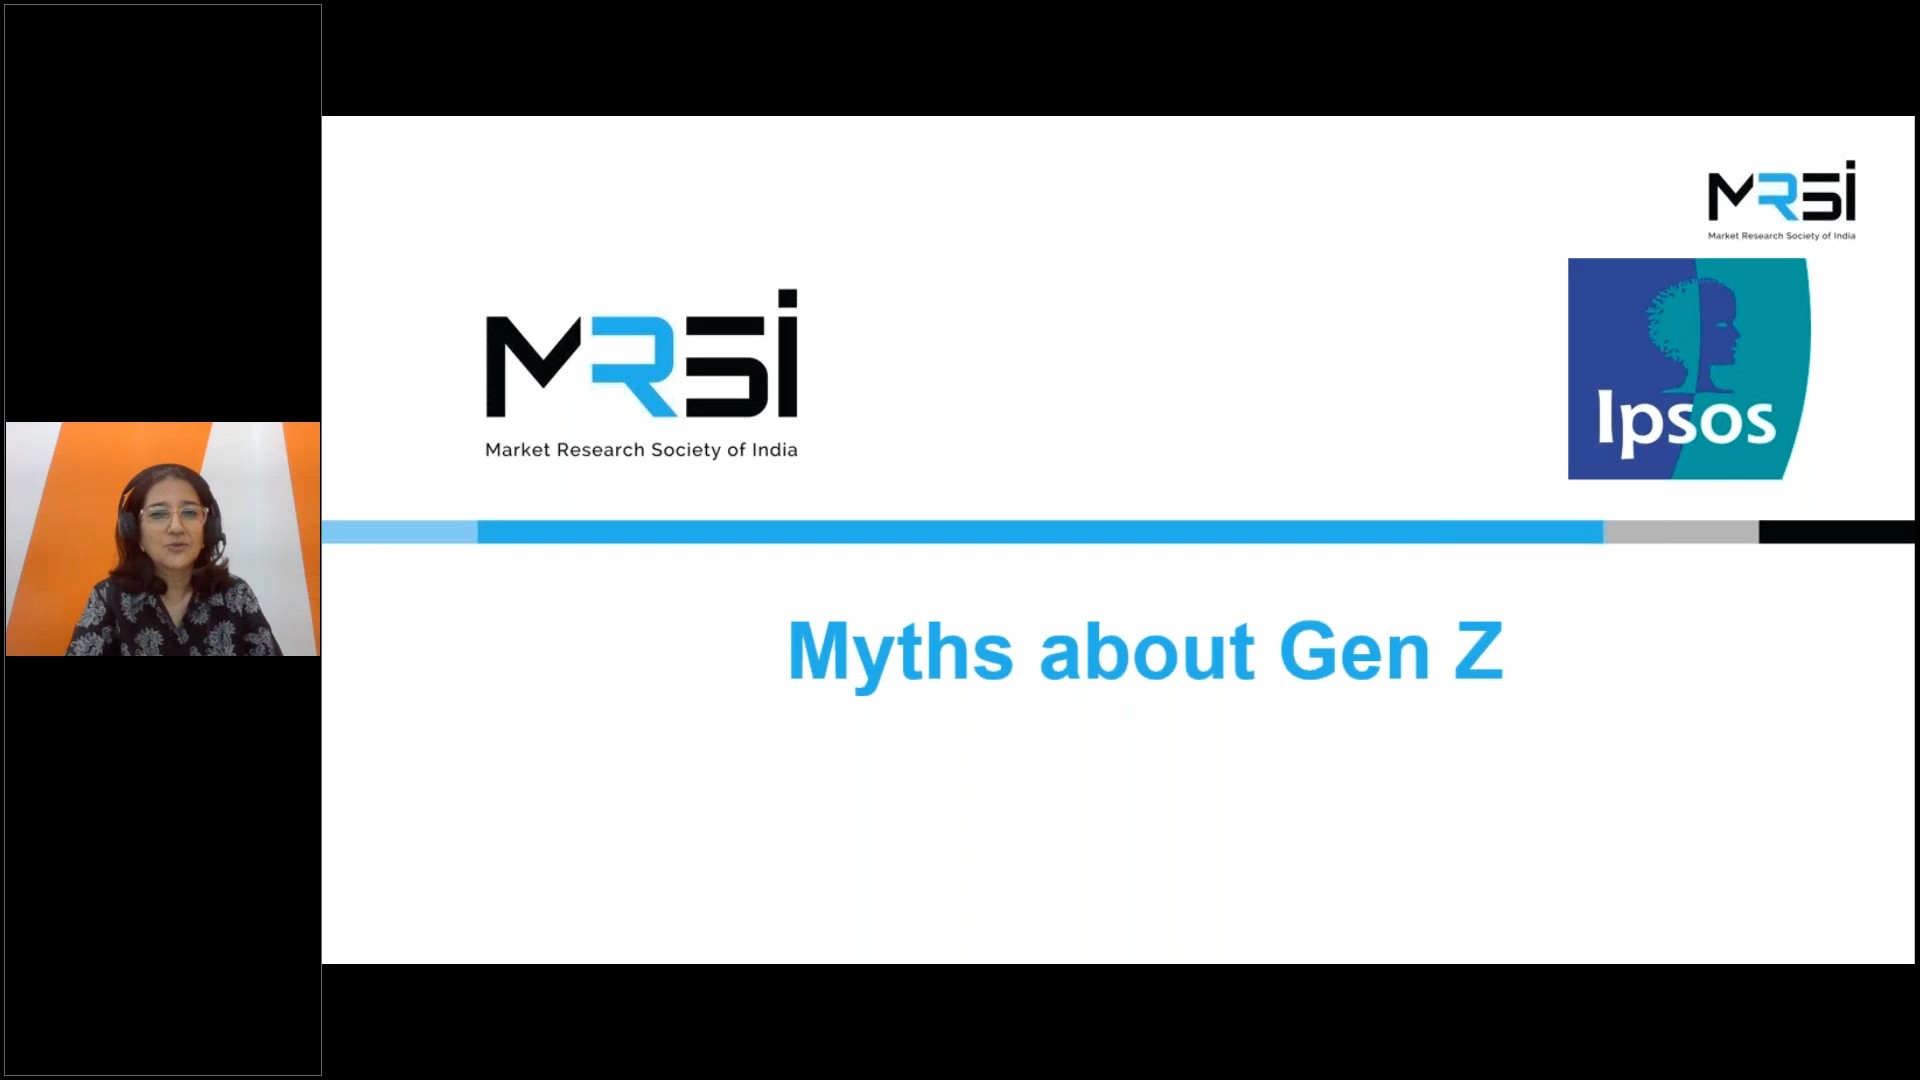 MRSI
Market Research Society of India
MRSI
Market Research Society of India
Ipsos
Myths about Gen Z